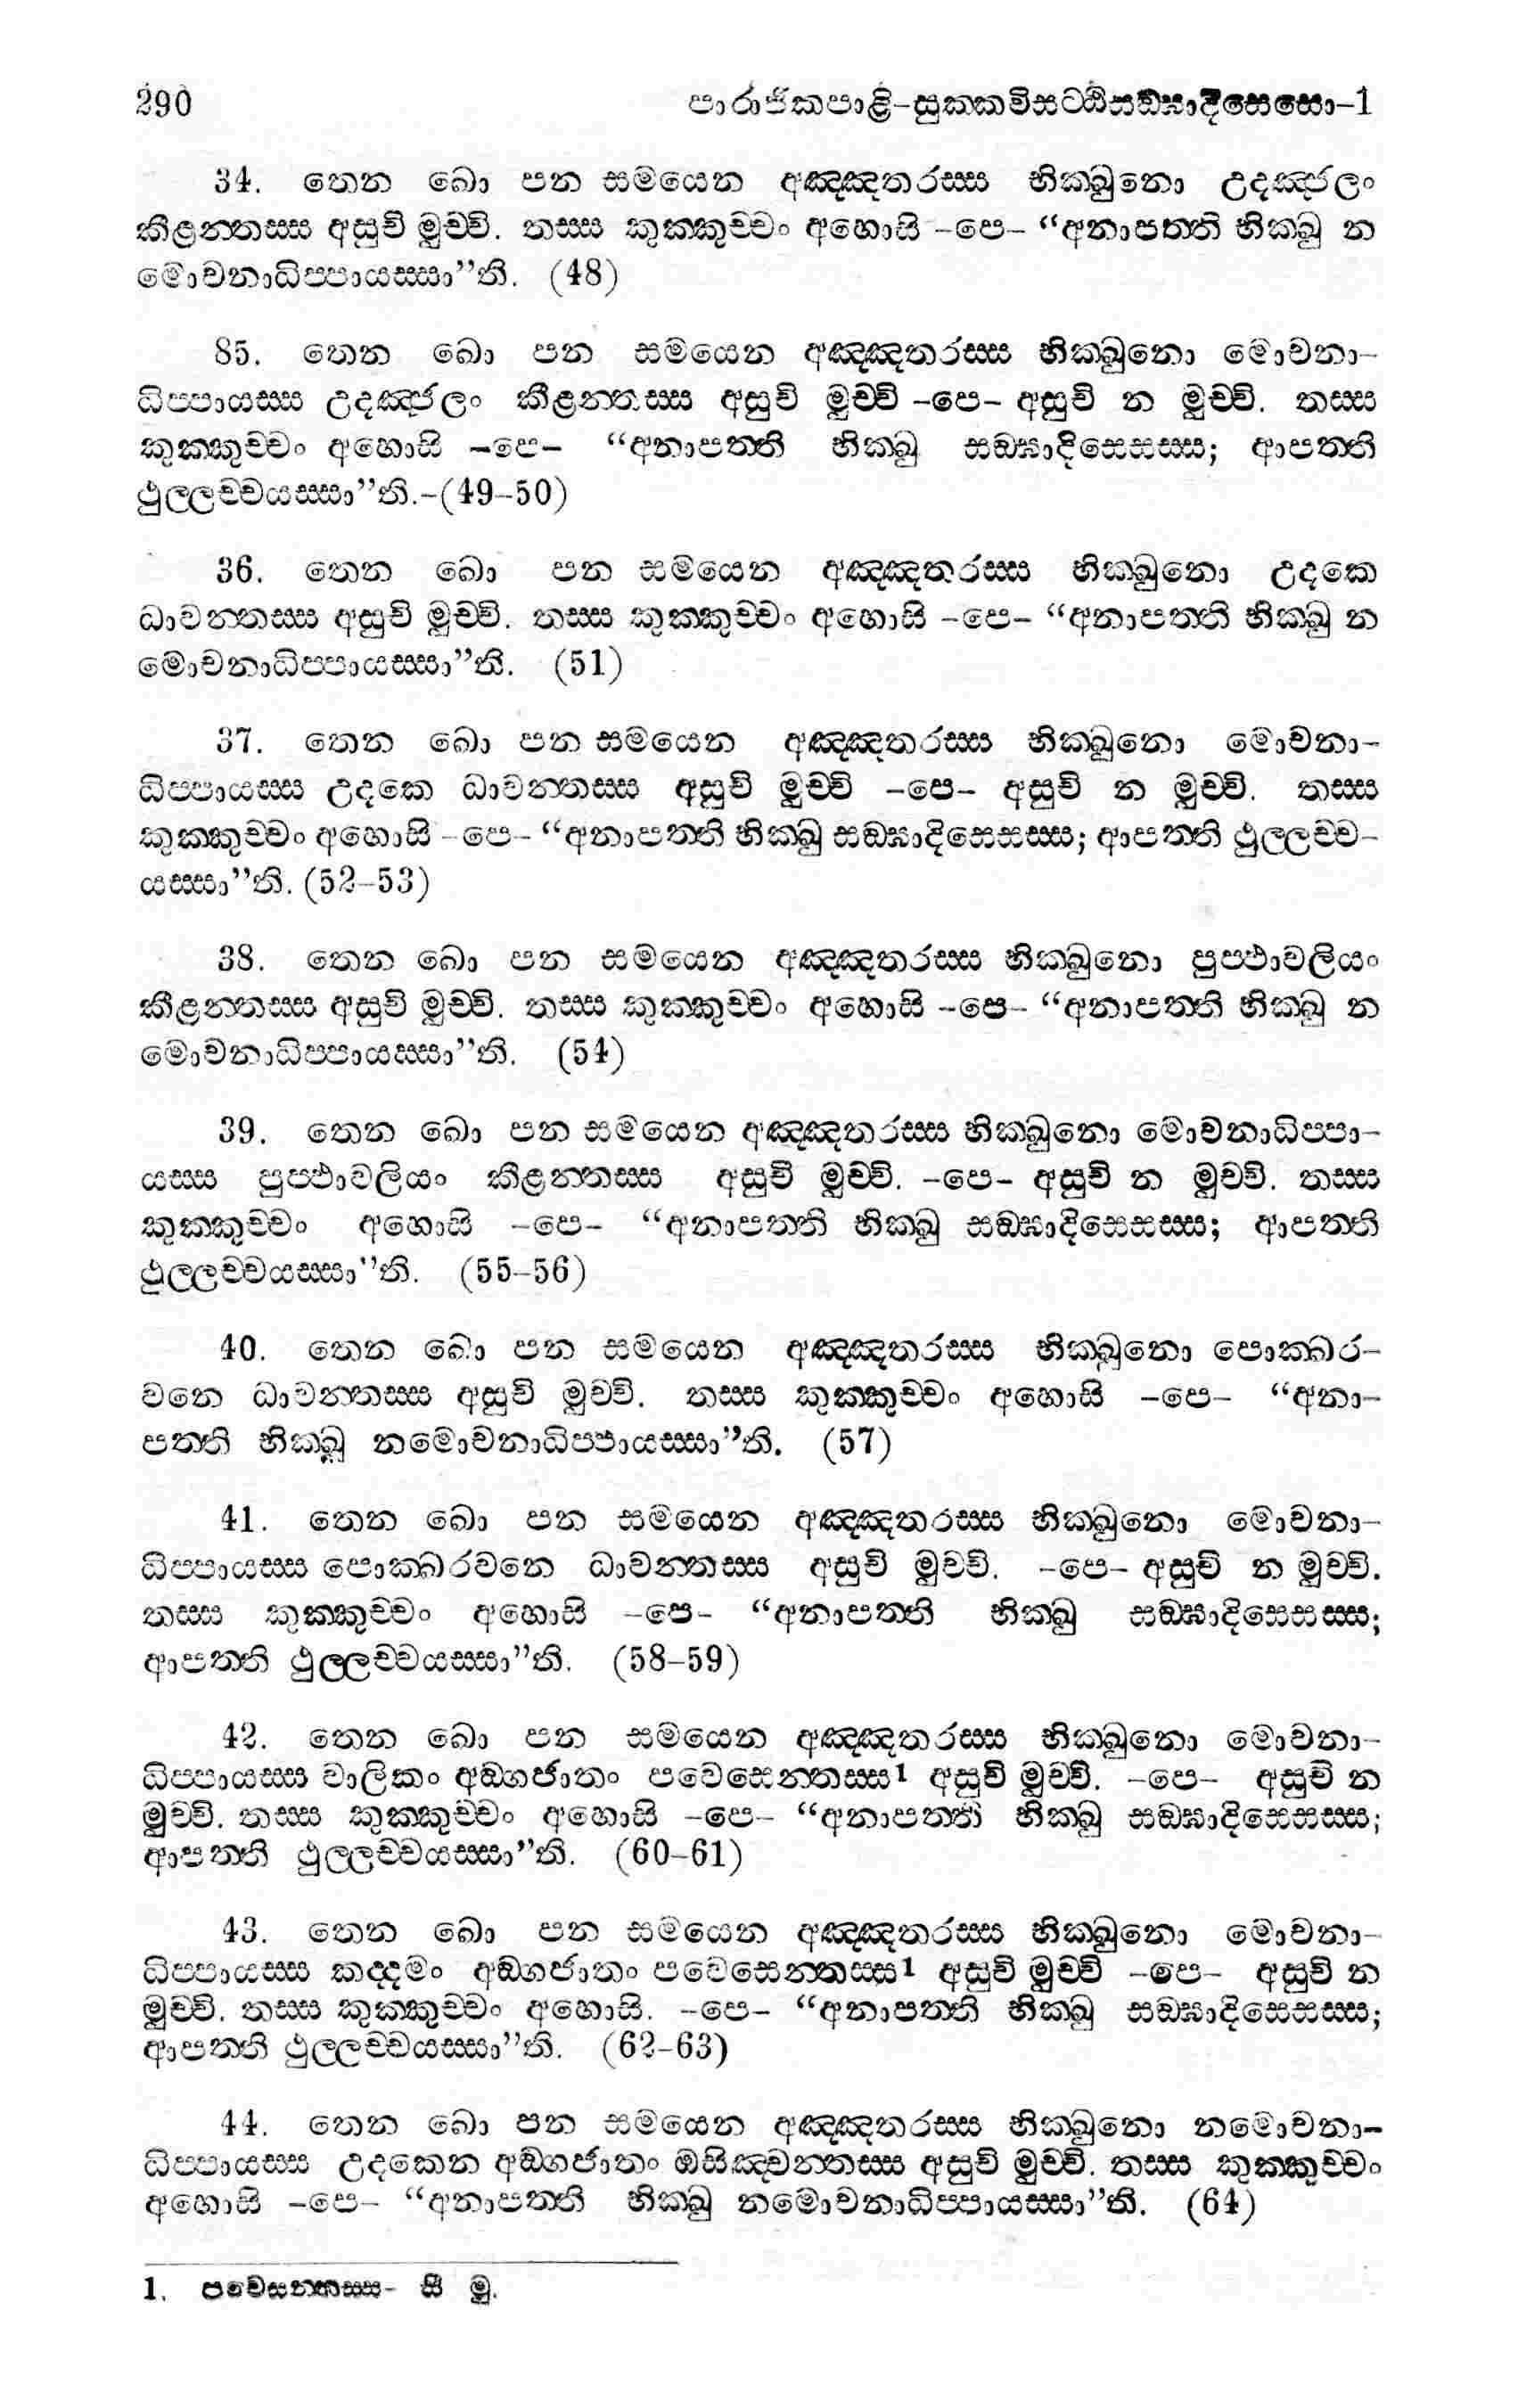 290 පාරාජිකපාළි-සුක්කවිසට්ඨිසඞ්ඝාදිසෙසො-1
34. තෙන ඛො පන සමයෙන අඤ්ඤතරස්ස භික්ඛුනො උදඤ්ජලං
කීළන්තස්ස අසුචි මුච්චි. තස්ස කුක්කුච්චං අහොසි -පෙ- “අනාපත්ති භික්ඛු න
මොචනාධිප්පායස්සා”ති. (48)
85. තෙන ඛො පන සමයෙන අඤ්ඤතරස්ස භික්ඛුනො මොචනා-
ධිප්පායස්ස උදඤ්ජලං කීළන්තස්ස අසුචි මුච්චි -පෙ- අසුචි න මුච්චි. තස්ස
කුක්කුච්චං අහොසි -පෙ- “අනාපත්ති භික්ඛු සඞ්ඝාදිසෙසස්ස; ආපත්ති
ථුල්ලච්චයස්සා”ති.-(49-50)
36. තෙන ඛො පන සමයෙන අඤ්ඤතරස්ස භික්ඛුනො උදකෙ
ධාවන්තස්ස අසුචි මුච්චි. තස්ස කුක්කුච්චං අහොසි -පෙ- “අනාපත්ති භික්ඛු න
මොචනාධිප්පායස්සා”ති. (51)
37. තෙන ඛො පන සමයෙන අඤ්ඤතරස්ස භික්ඛුනො මොචනා-
ධිප්පායස්ස උදකෙ ධාවන්තස්ස අසුචි මුච්චි -පෙ- අසුචි න මුච්චි. තස්ස
කුක්කුච්චං අහොසි -පෙ- “අනාපත්ති භික්ඛු සඞ්ඝාදිසෙසස්ස; ආපත්ති ථුල්ලච්ච-
යස්සා”ති. (52-53)
38. තෙන ඛො පන සමයෙන අඤ්ඤතරස්ස භික්ඛුනො පුප්ඵාවලියං
කීළන්තස්ස අසුචි මුච්චි. තස්ස කුක්කුච්චං අහොසි -පෙ- “අනාපත්ති භික්ඛු න
මොචනාධිප්පායස්සා”ති. (54)
39. තෙන ඛො පන සමයෙන අඤ්ඤතරස්ස භික්ඛුනො මොචනාධිප්පා-
යස්ස පුප්ඵාවලියං කීළන්තස්ස අසුචි මුච්චි. -පෙ- අසුචි න මුච්චි. තස්ස
කුක්කුච්චං අහොසි -පෙ- “අනාපත්ති භික්ඛු සඞ්ඝාදිසෙසස්ස; ආපත්ති
ථුල්ලච්චයස්සා”ති. (55-56)
40. තෙන ඛො පන සමයෙන අඤ්ඤතරස්ස භික්ඛුනො පොක්ඛර-
වනෙ ධාවන්තස්ස අසුචි මුච්චි. තස්ස කුක්කුච්චං අහොසි -පෙ- “අනා-
පත්ති භික්ඛු නමොචනාධිප්පායස්සා”ති. (57)
41. තෙන ඛො පන සමයෙන අඤ්ඤතරස්ස භික්ඛුනො මොචනා-
ධිප්පායස්ස පොක්ඛරවනෙ ධාවන්තස්ස අසුචි මුච්චි. -පෙ- අසුචි න මුච්චි.
තස්ස කුක්කුච්චං අහොසි -පෙ- “අනාපත්ති භික්ඛු සඞ්ඝාදිසෙසස්ස;
ආපත්ති ථුල්ලච්චයස්සා”ති. (58-59)
42. තෙන ඛො පන සමයෙන අඤ්ඤතරස්ස භික්ඛුනො මොචනා-
ධිප්පායස්ස වාලිකං අඞ්ගජාතං පවෙසෙන්තස්ස1 අසුචි මුච්චි. -පෙ- අසුචි න
මුච්චි. තස්ස කුක්කුච්චං අහොසි -පෙ- “අනාපත්ති භික්ඛු සඞ්ඝාදිසෙසස්ස;
ආපත්ති ථුල්ලච්චයස්සා”ති. (60-61)
43. තෙන ඛො පන සමයෙන අඤ්ඤතරස්ස භික්ඛුනො මොචනා-
ධිප්පායස්ස කද්දමං අඞ්ගජාතං පවෙසෙන්තස්ස1 අසුචි මුච්චි -පෙ- අසුචි න
මුච්චි. තස්ස කුක්කුච්චං අහොසි. -පෙ- “අනාපත්ති භික්ඛු සඞ්ඝාදිසෙසස්ස;
ආපත්ති ථුල්ලච්චයස්සා”ති. (62-63)
44. තෙන ඛො පන සමයෙන අඤ්ඤතරස්ස භික්ඛුනො නමොචනා-
ධිප්පායස්ස උදකෙන අඞ්ගජාතං ඔසිඤ්චන්තස්ස අසුචි මුච්චි. තස්ස කුක්කුච්චං
අහොසි -පෙ- “අනාපත්ති භික්ඛු නමොචනාධිප්පායස්සා”ති. (64)
1. පවෙසන්තස්ස- සී මු.